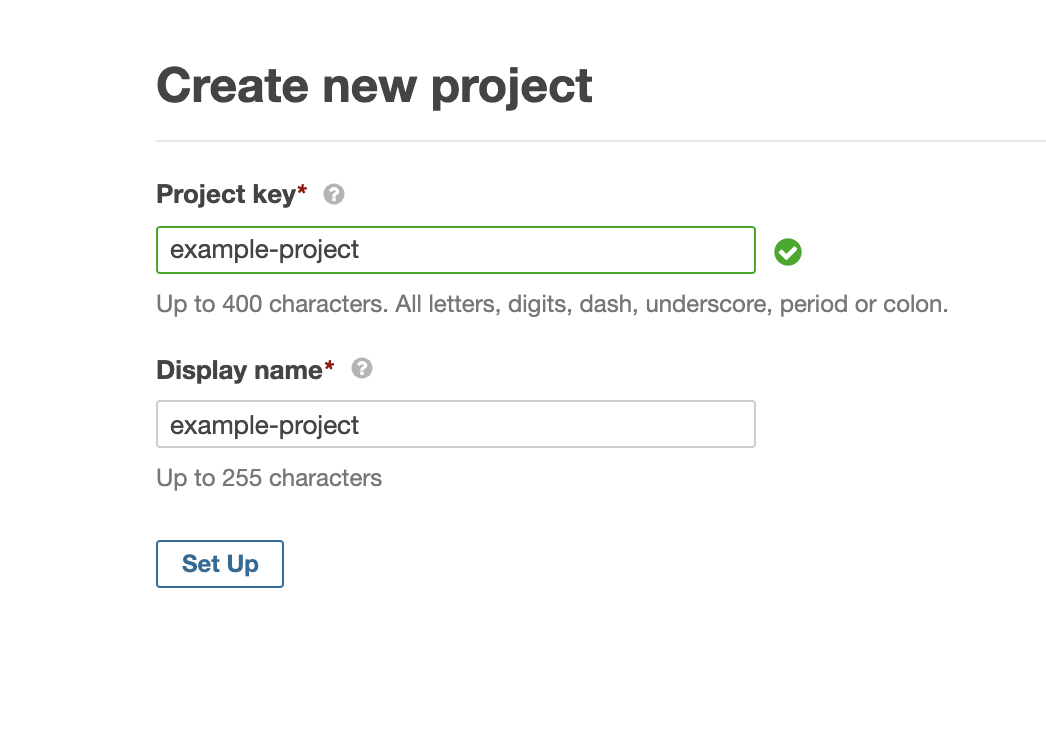 Create new project
Project key*
example-project
Up to 400 characters. All letters, digits, dash, underscore, period or colon.
Display name*
example-project
Up to 255 characters
Set Up